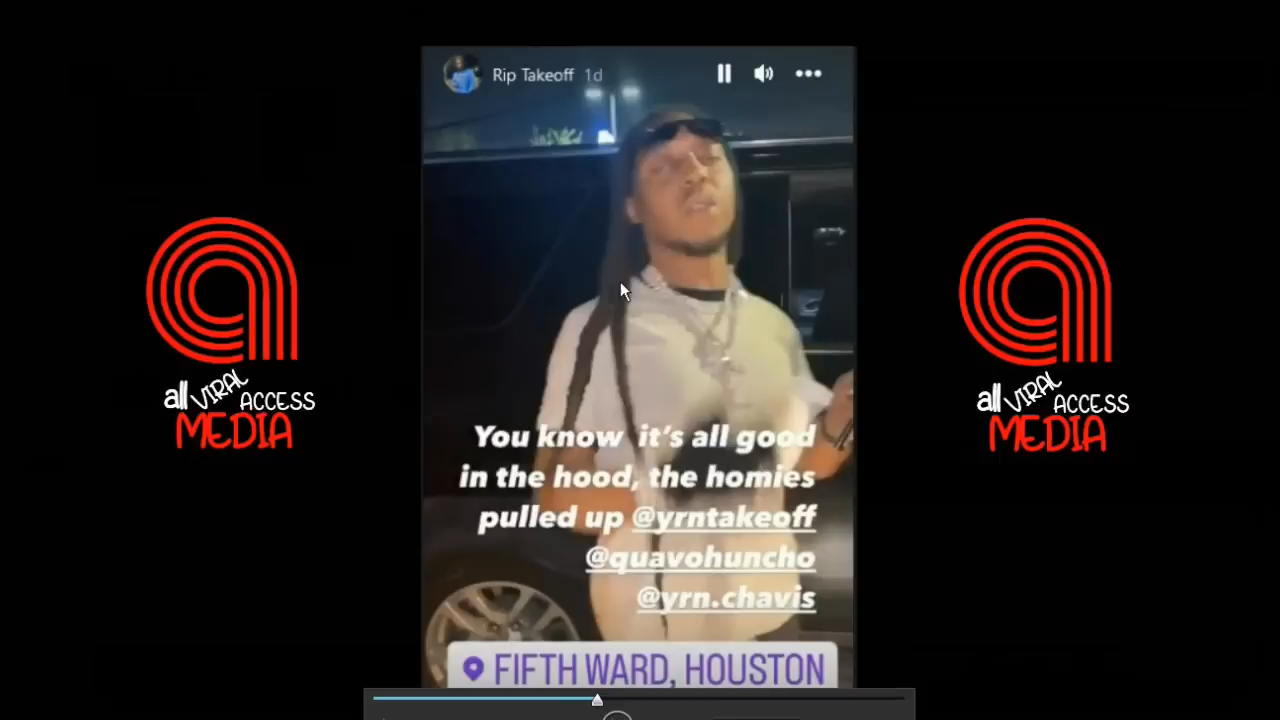 Rip Takeoff 1d
all VIRAL ACCESS
MEDIA
You know it's all good
in the hood, the homies
pulled up @yrntakeoff
@quavohuncho
@yrn.chavis
FIFTH WARD, HOUSTON
all VIRAL ACCESS
MEDIA